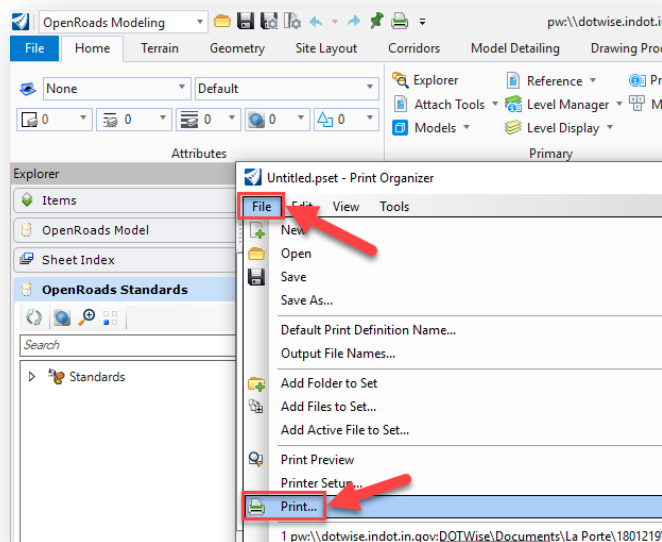 OpenRoads Modeling
pw:\\dotwise.indot.i
File Home Terrain Geometry Site Layout Corridors Model Detailing Drawing Pro
None Default
0 0 0 0 0
Attributes
Explorer Reference Pr
Attach Tools Level Manager M
Models Level Display
Primary
Explorer
Items
OpenRoads Model
Sheet Index
OpenRoads Standards
Search
Standards
Untitled.pset - Print Organizer
File Edit View Tools
New
Open
Save
Save As...
Default Print Definition Name...
Output File Names...
Add Folder to Set
Add Files to Set...
Add Active File to Set...
Print Preview
Printer Setup...
Print...
1 pw:\\dotwise.indot.in.gov:DOTWise\Documents\La Porte\1801219